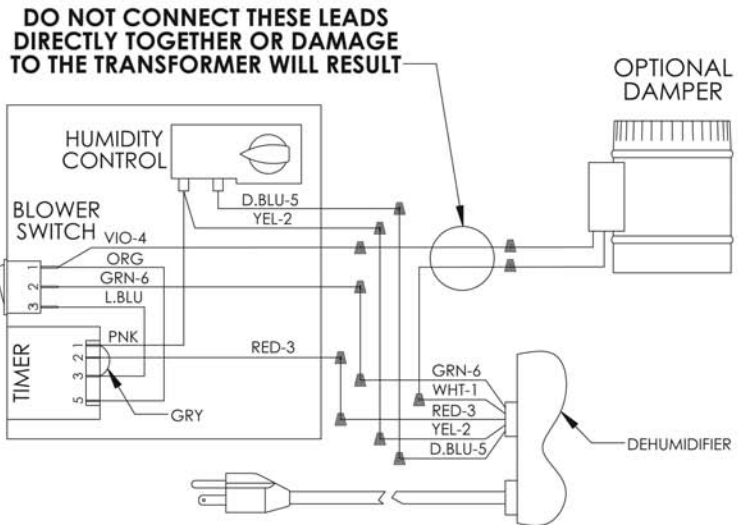 DO NOT CONNECT THESE LEADS
DIRECTLY TOGETHER OR DAMAGE
TO THE TRANSFORMER WILL RESULT
OPTIONAL
DAMPER
HUMIDITY
CONTROL
D.BLU-5
YEL-2
BLOWER
SWITCH
VIO-4
ORG
1
GRN-6
2
L.BLU
3
PNK
TIMER
1
2
3
5
RED-3
GRY
GRN-6
WHT-1
RED-3
YEL-2
D.BLU-5
DEHUMIDIFIER